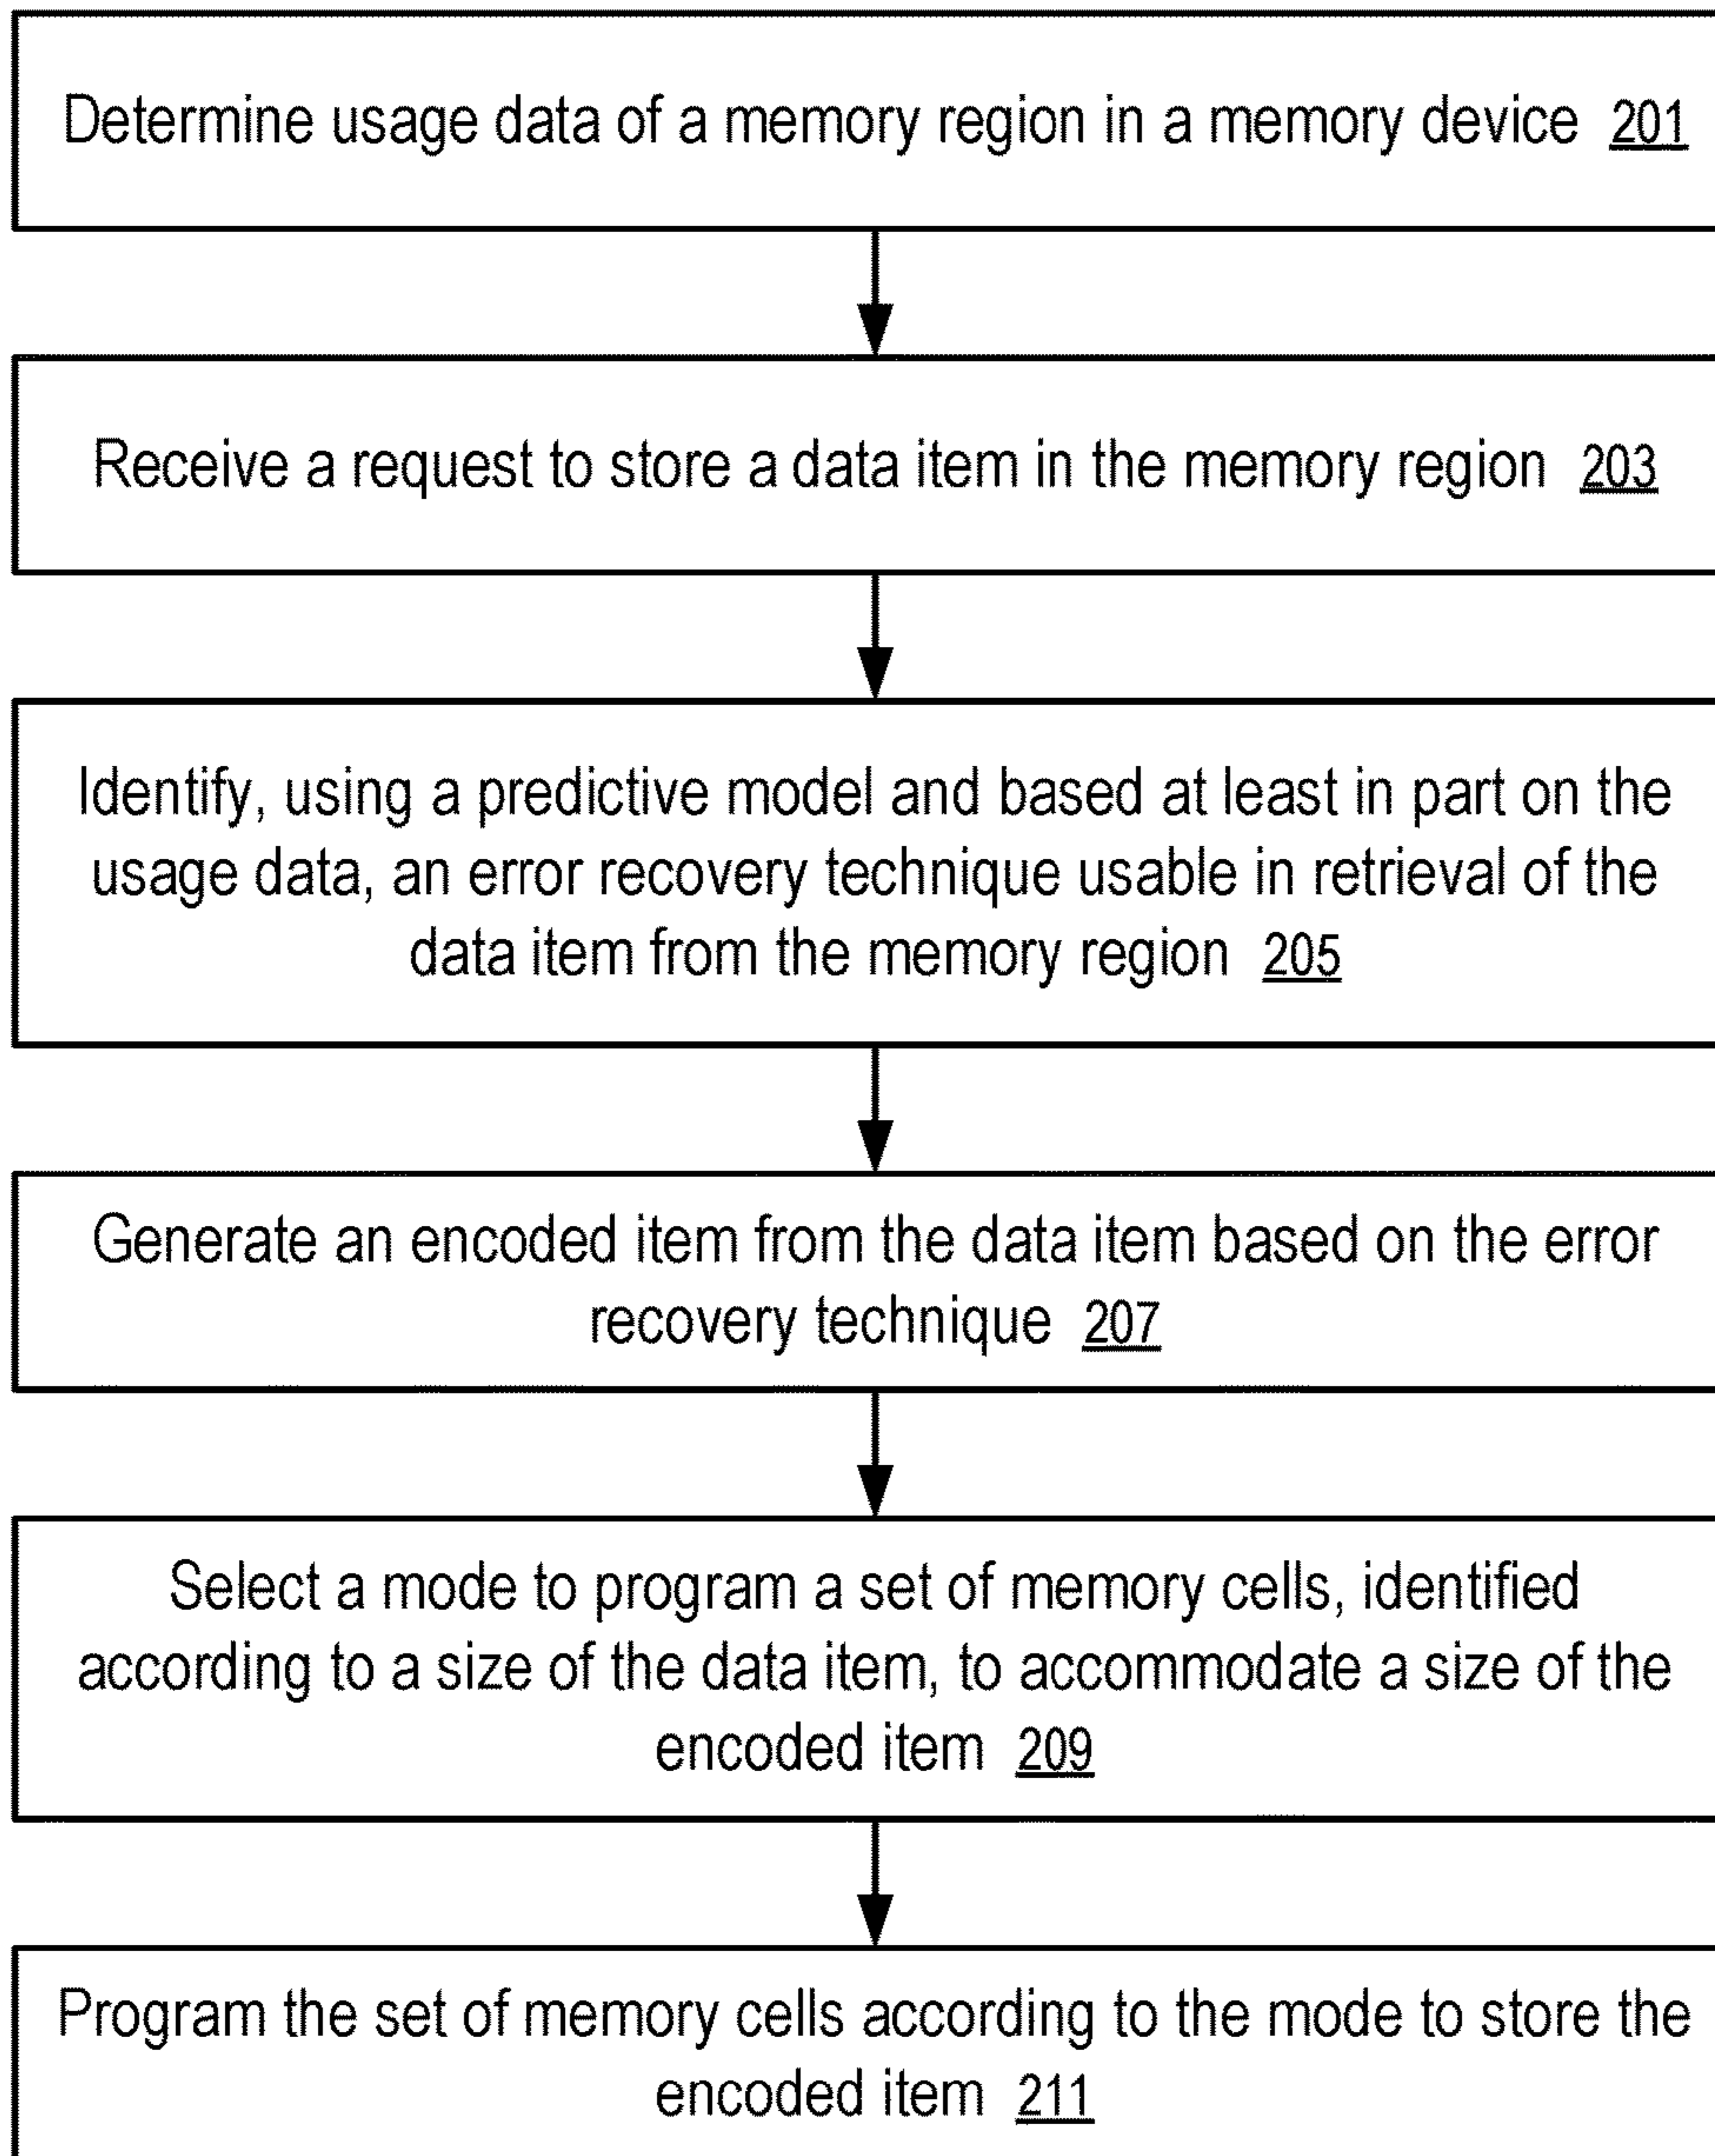 Determine usage data of a memory region in a memory device 201
Receive a request to store a data item in the memory region 203
Identify, using a predictive model and based at least in part on the
usage data, an error recovery technique usable in retrieval of the
data item from the memory region 205
Generate an encoded item from the data item based on the error
recovery technique 207
Select a mode to program a set of memory cells, identified
according to a size of the data item, to accommodate a size of the
encoded item 209
Program the set of memory cells according to the mode to store the
encoded item 211